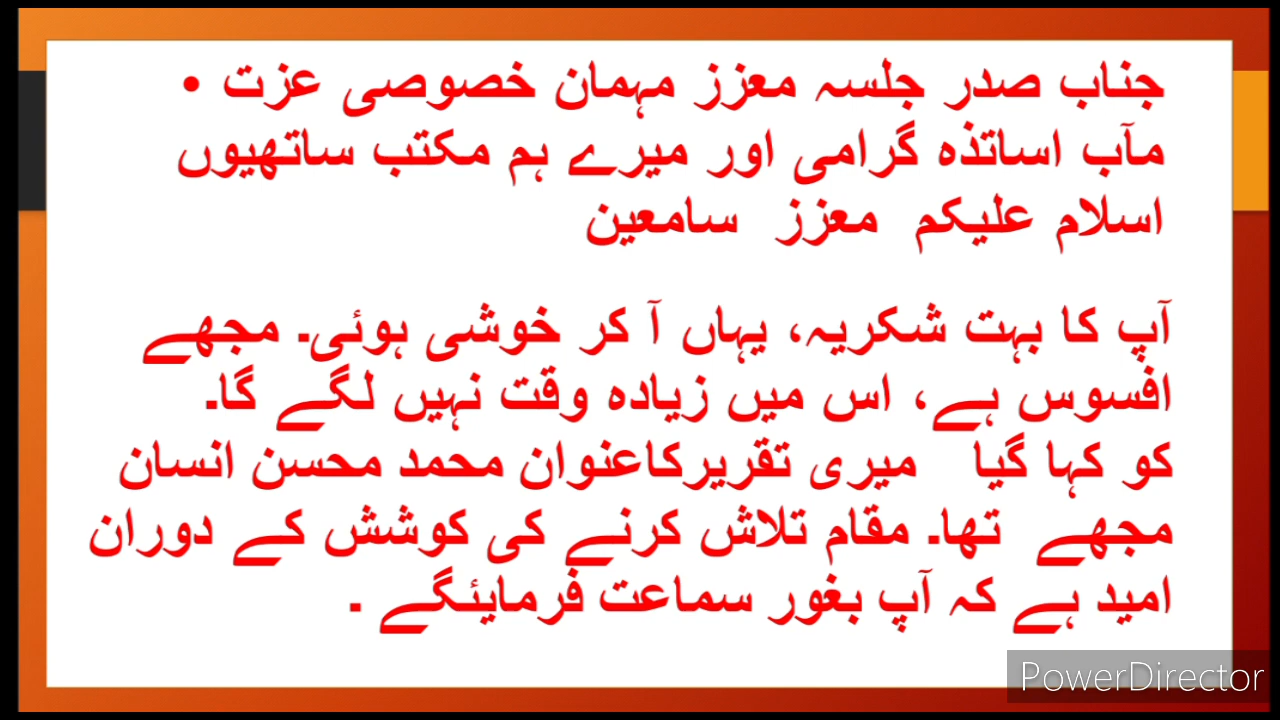 • جناب صدر جلسہ معزز مہمان خصوصی عزت
مآب اساتذہ گرامی اور میرے ہم مکتب ساتھیوں
اسلام علیکم معزز سامعین
آپ کا بہت شکریہ، یہاں آ کر خوشی ہوئی۔ مجھے
افسوس ہے، اس میں زیادہ وقت نہیں لگے گا۔
کو کہا گیا میری تقریرکاعنوان محمد محسن انسان
مجھے تھا۔ مقام تلاش کرنے کی کوشش کے دوران
امید ہے کہ آپ بغور سماعت فرمایئگے ۔
PowerDirector